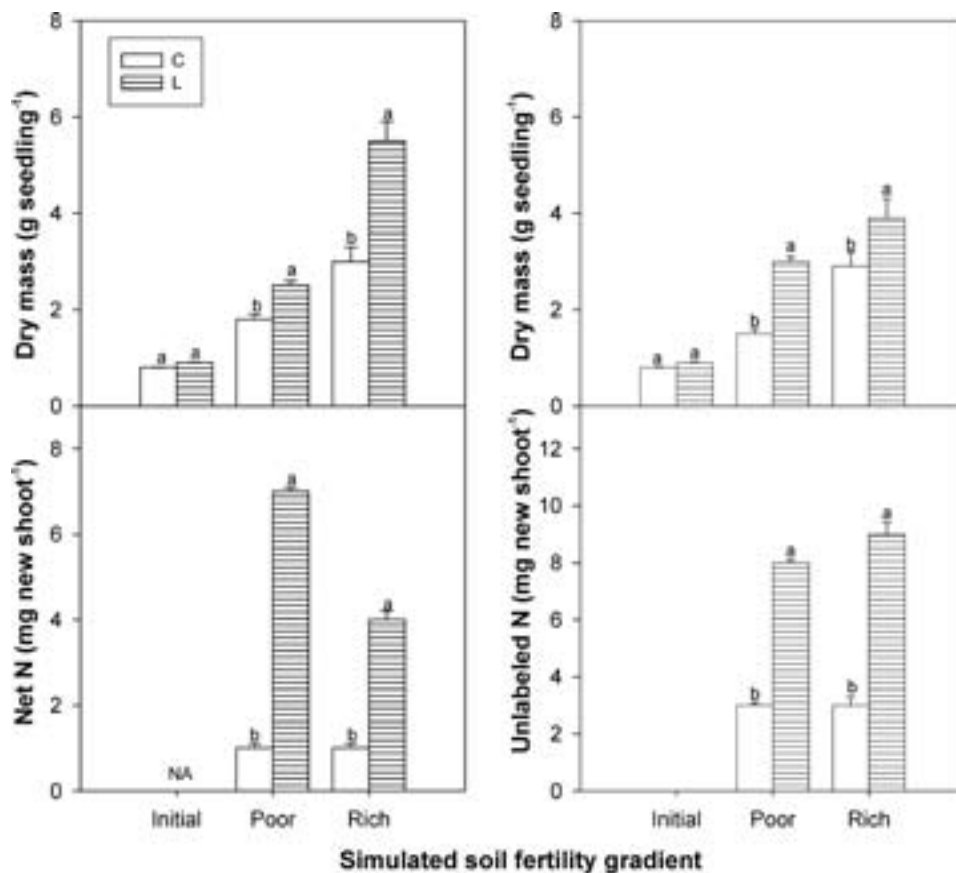 8
6
4
2
0
Dry mass (g seedling⁻¹)
C
L
a
a
b
a
b
a
8
6
4
2
0
Dry mass (g seedling⁻¹)
a
a
b
a
b
a
8
6
4
2
0
Net N (mg new shoot⁻¹)
NA
b
a
b
a
Initial
Poor
Rich
12
10
8
6
4
2
0
Unlabeled N (mg new shoot⁻¹)
b
a
b
a
Initial
Poor
Rich
Simulated soil fertility gradient